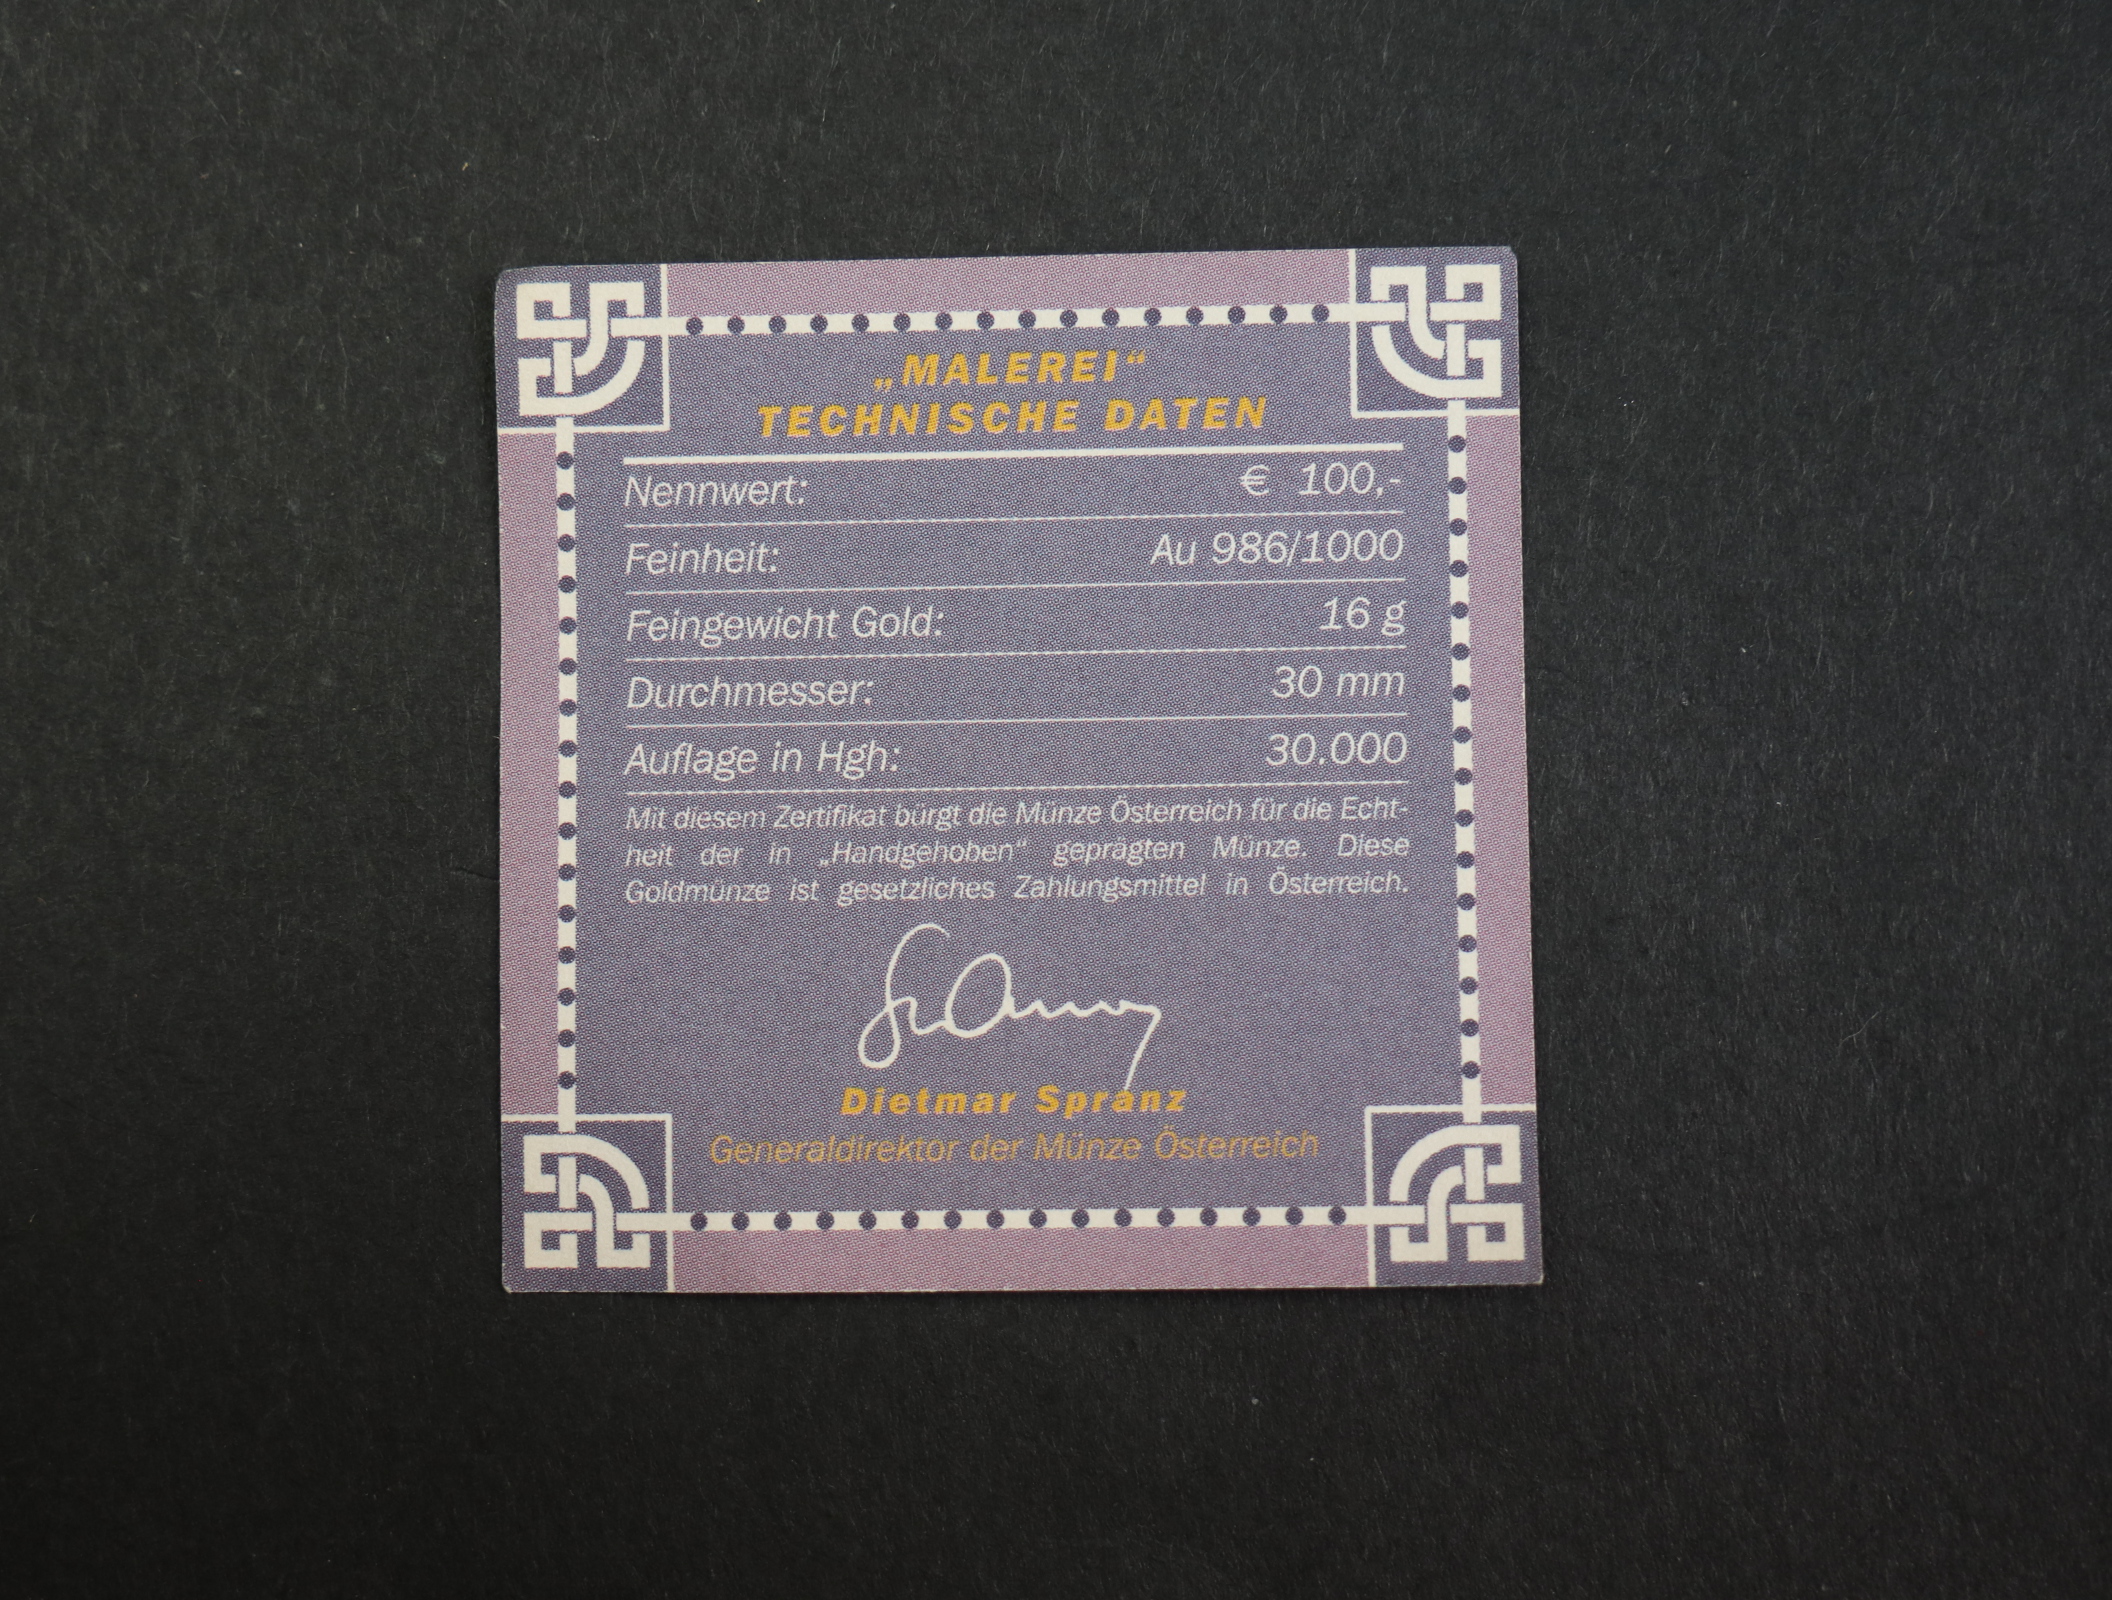 „MALEREI“
TECHNISCHE DATEN
Nennwert: € 100,-
Feinheit: Au 986/1000
Feingewicht Gold: 16 g
Durchmesser: 30 mm
Auflage in Hgh: 30.000
Mit diesem Zertifikat bürgt die Münze Österreich für die Echt-
heit der in „Handgehoben“ geprägten Münze. Diese
Goldmünze ist gesetzliches Zahlungsmittel in Österreich.
Dietmar Spranz
Generaldirektor der Münze Österreich